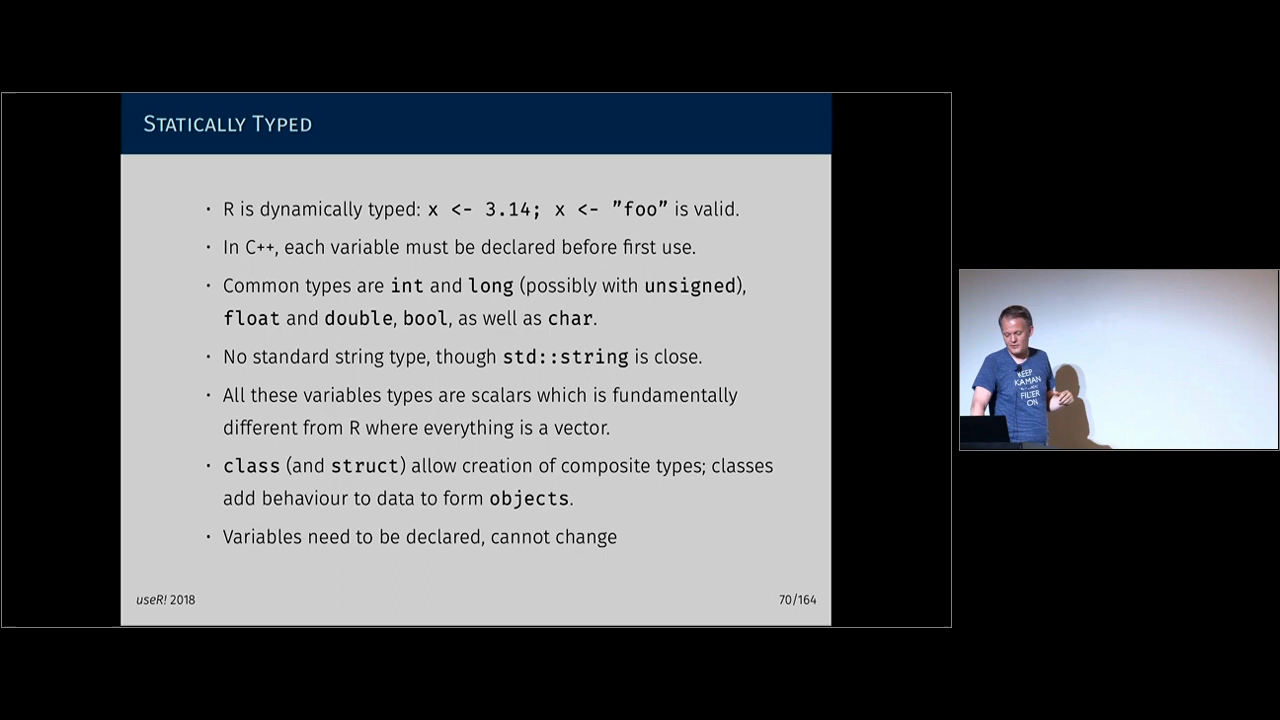 STATICALLY TYPED
· R is dynamically typed: x <- 3.14; x <- ”foo” is valid.
· In C++, each variable must be declared before first use.
· Common types are int and long (possibly with unsigned),
float and double, bool, as well as char.
· No standard string type, though std::string is close.
· All these variables types are scalars which is fundamentally
different from R where everything is a vector.
· class (and struct) allow creation of composite types; classes
add behaviour to data to form objects.
· Variables need to be declared, cannot change
useR! 2018
70/164
KEEP
KAMAN
FILTER
ON